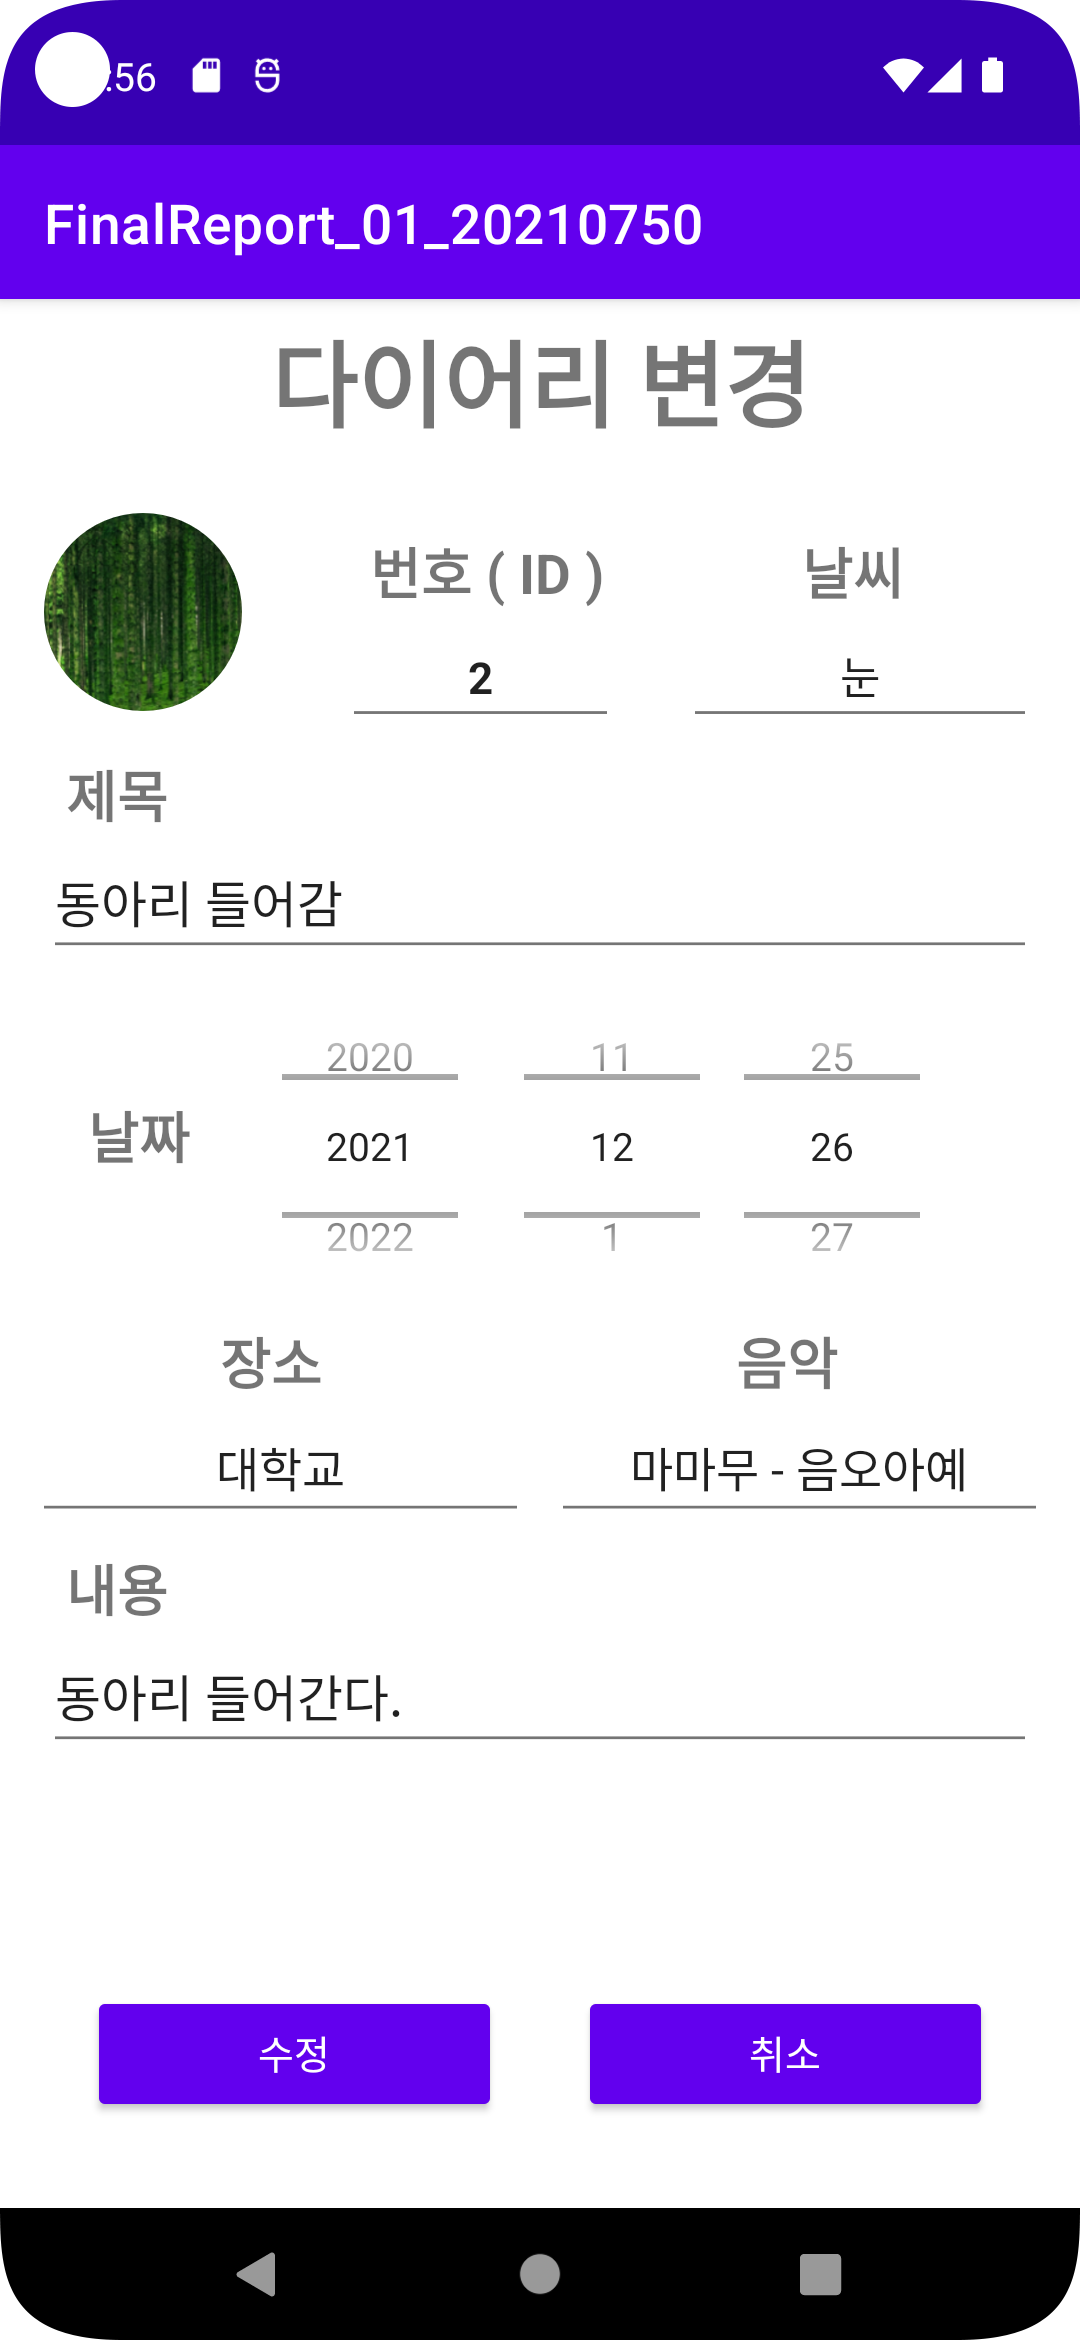 :56
FinalReport_01_20210750
다이어리 변경
번호 ( ID ) 날씨
2 눈
제목
동아리 들어감
2020 11 25
날짜 2021 12 26
2022 1 27
장소 음악
대학교 마마무 - 음오아예
내용
동아리 들어간다.
수정 취소